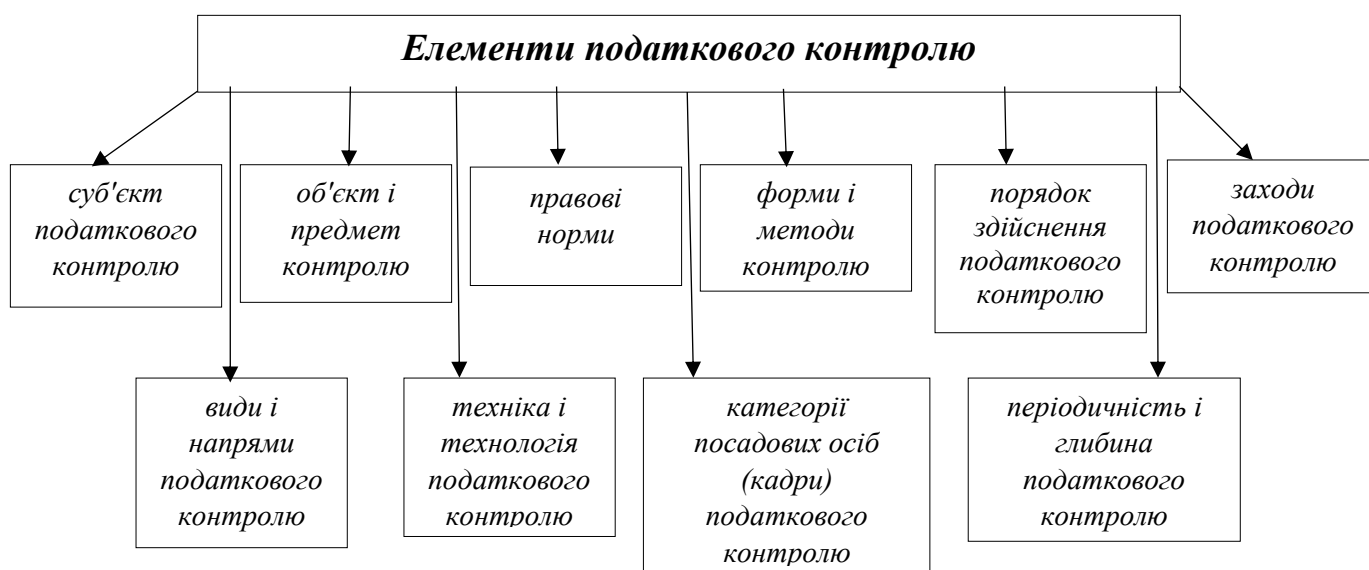 Елементи податкового контролю
суб'єкт
податкового
контролю
об'єкт і
предмет
контролю
правові
норми
форми і
методи
контролю
порядок
здійснення
податкового
контролю
заходи
податкового
контролю
види і
напрями
податкового
контролю
техніка і
технологія
податкового
контролю
категорії
посадових осіб
(кадри)
податкового
контролю
періодичність і
глибина
податкового
контролю